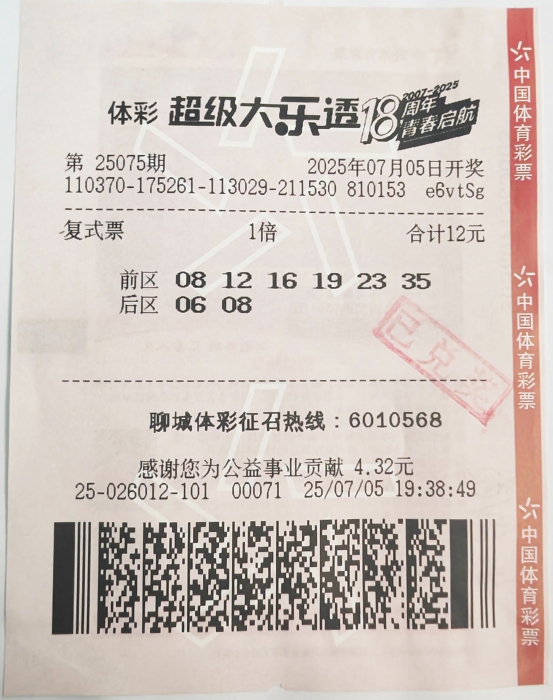 体彩 超级大乐透 18 2007-2025 周年 青春启航
第 25075期 2025年07月05日开奖
110370-175261-113029-211530 810153 e6vtSg
复式票 1倍 合计12元
前区 08 12 16 19 23 35
后区 06 08
已兑奖
聊城体彩征召热线：6010568
感谢您为公益事业贡献 4.32元
25-026012-101 00071 25/07/05 19:38:49
中国体育彩票
中国体育彩票
中国体育彩票